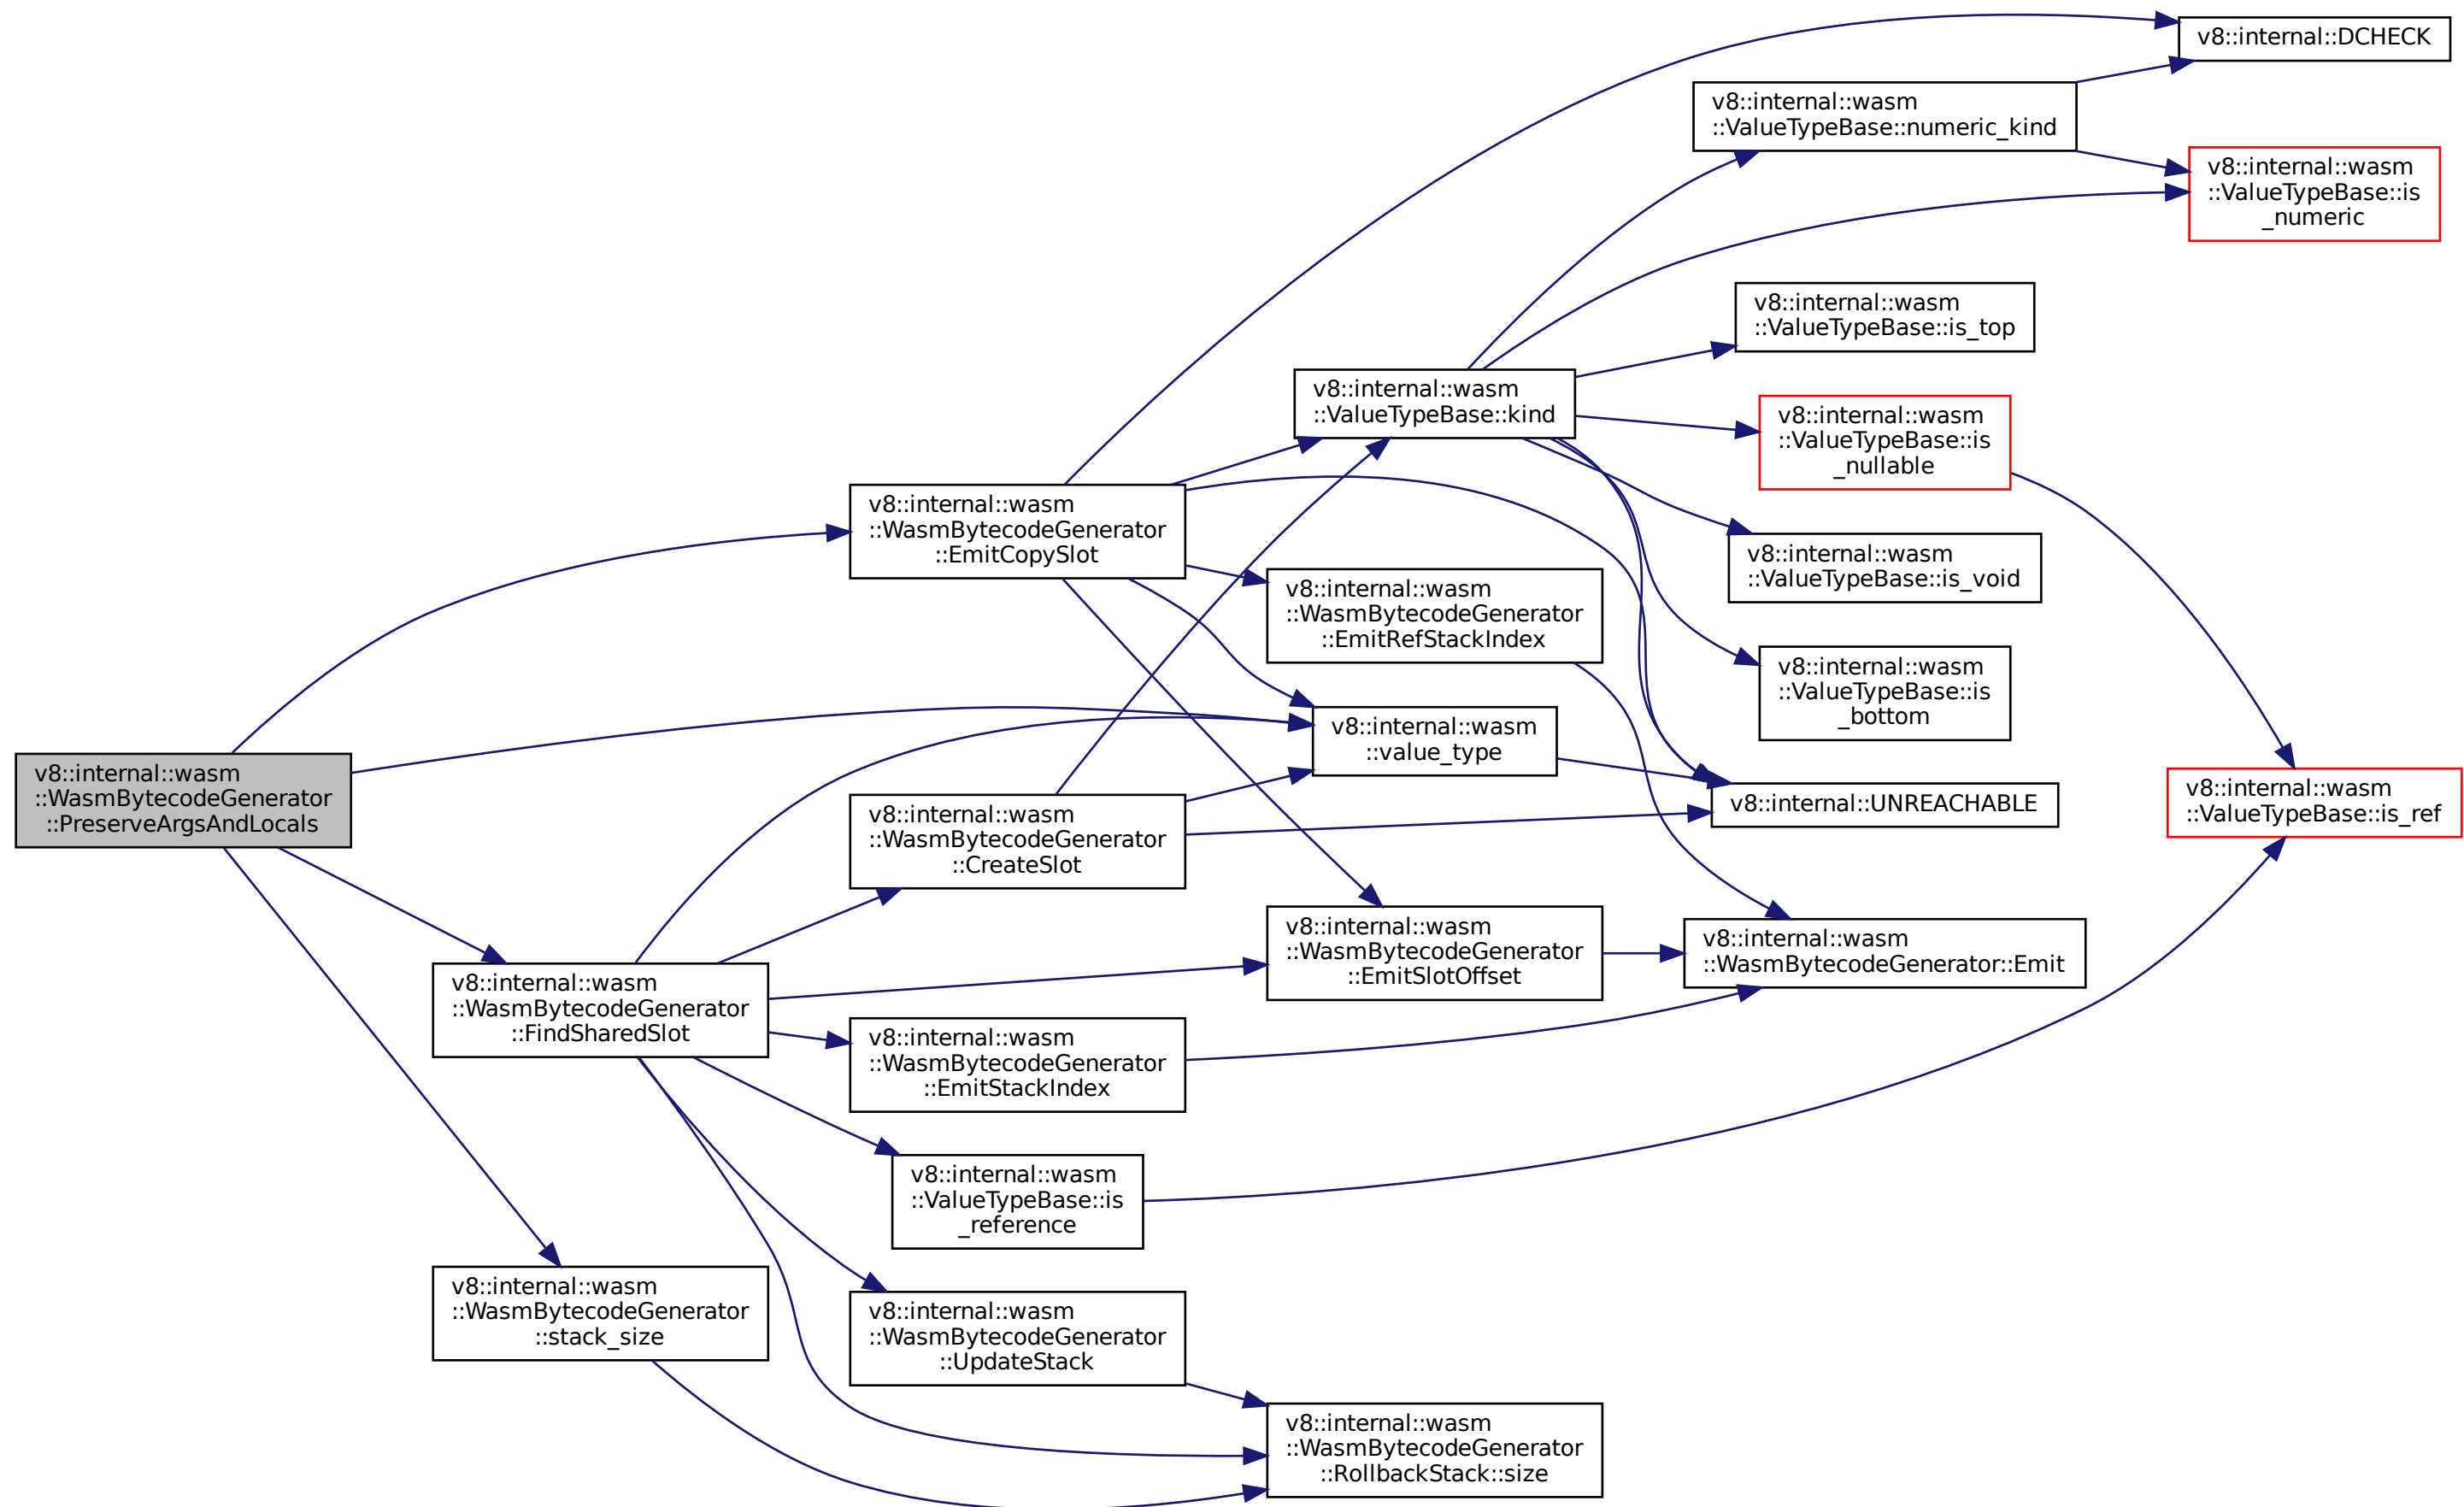 v8::internal::wasm
::WasmBytecodeGenerator
::PreserveArgsAndLocals
v8::internal::wasm
::WasmBytecodeGenerator
::FindSharedSlot
v8::internal::wasm
::WasmBytecodeGenerator
::stack_size
v8::internal::wasm
::WasmBytecodeGenerator
::EmitCopySlot
v8::internal::wasm
::WasmBytecodeGenerator
::CreateSlot
v8::internal::wasm
::WasmBytecodeGenerator
::EmitStackIndex
v8::internal::wasm
::ValueTypeBase::is
_reference
v8::internal::wasm
::WasmBytecodeGenerator
::UpdateStack
v8::internal::wasm
::ValueTypeBase::kind
v8::internal::wasm
::WasmBytecodeGenerator
::EmitRefStackIndex
v8::internal::wasm
::value_type
v8::internal::wasm
::WasmBytecodeGenerator
::EmitSlotOffset
v8::internal::wasm
::WasmBytecodeGenerator
::RollbackStack::size
v8::internal::wasm
::ValueTypeBase::numeric_kind
v8::internal::wasm
::ValueTypeBase::is_top
v8::internal::wasm
::ValueTypeBase::is
_nullable
v8::internal::wasm
::ValueTypeBase::is_void
v8::internal::wasm
::ValueTypeBase::is
_bottom
v8::internal::UNREACHABLE
v8::internal::wasm
::WasmBytecodeGenerator::Emit
v8::internal::DCHECK
v8::internal::wasm
::ValueTypeBase::is
_numeric
v8::internal::wasm
::ValueTypeBase::is_ref